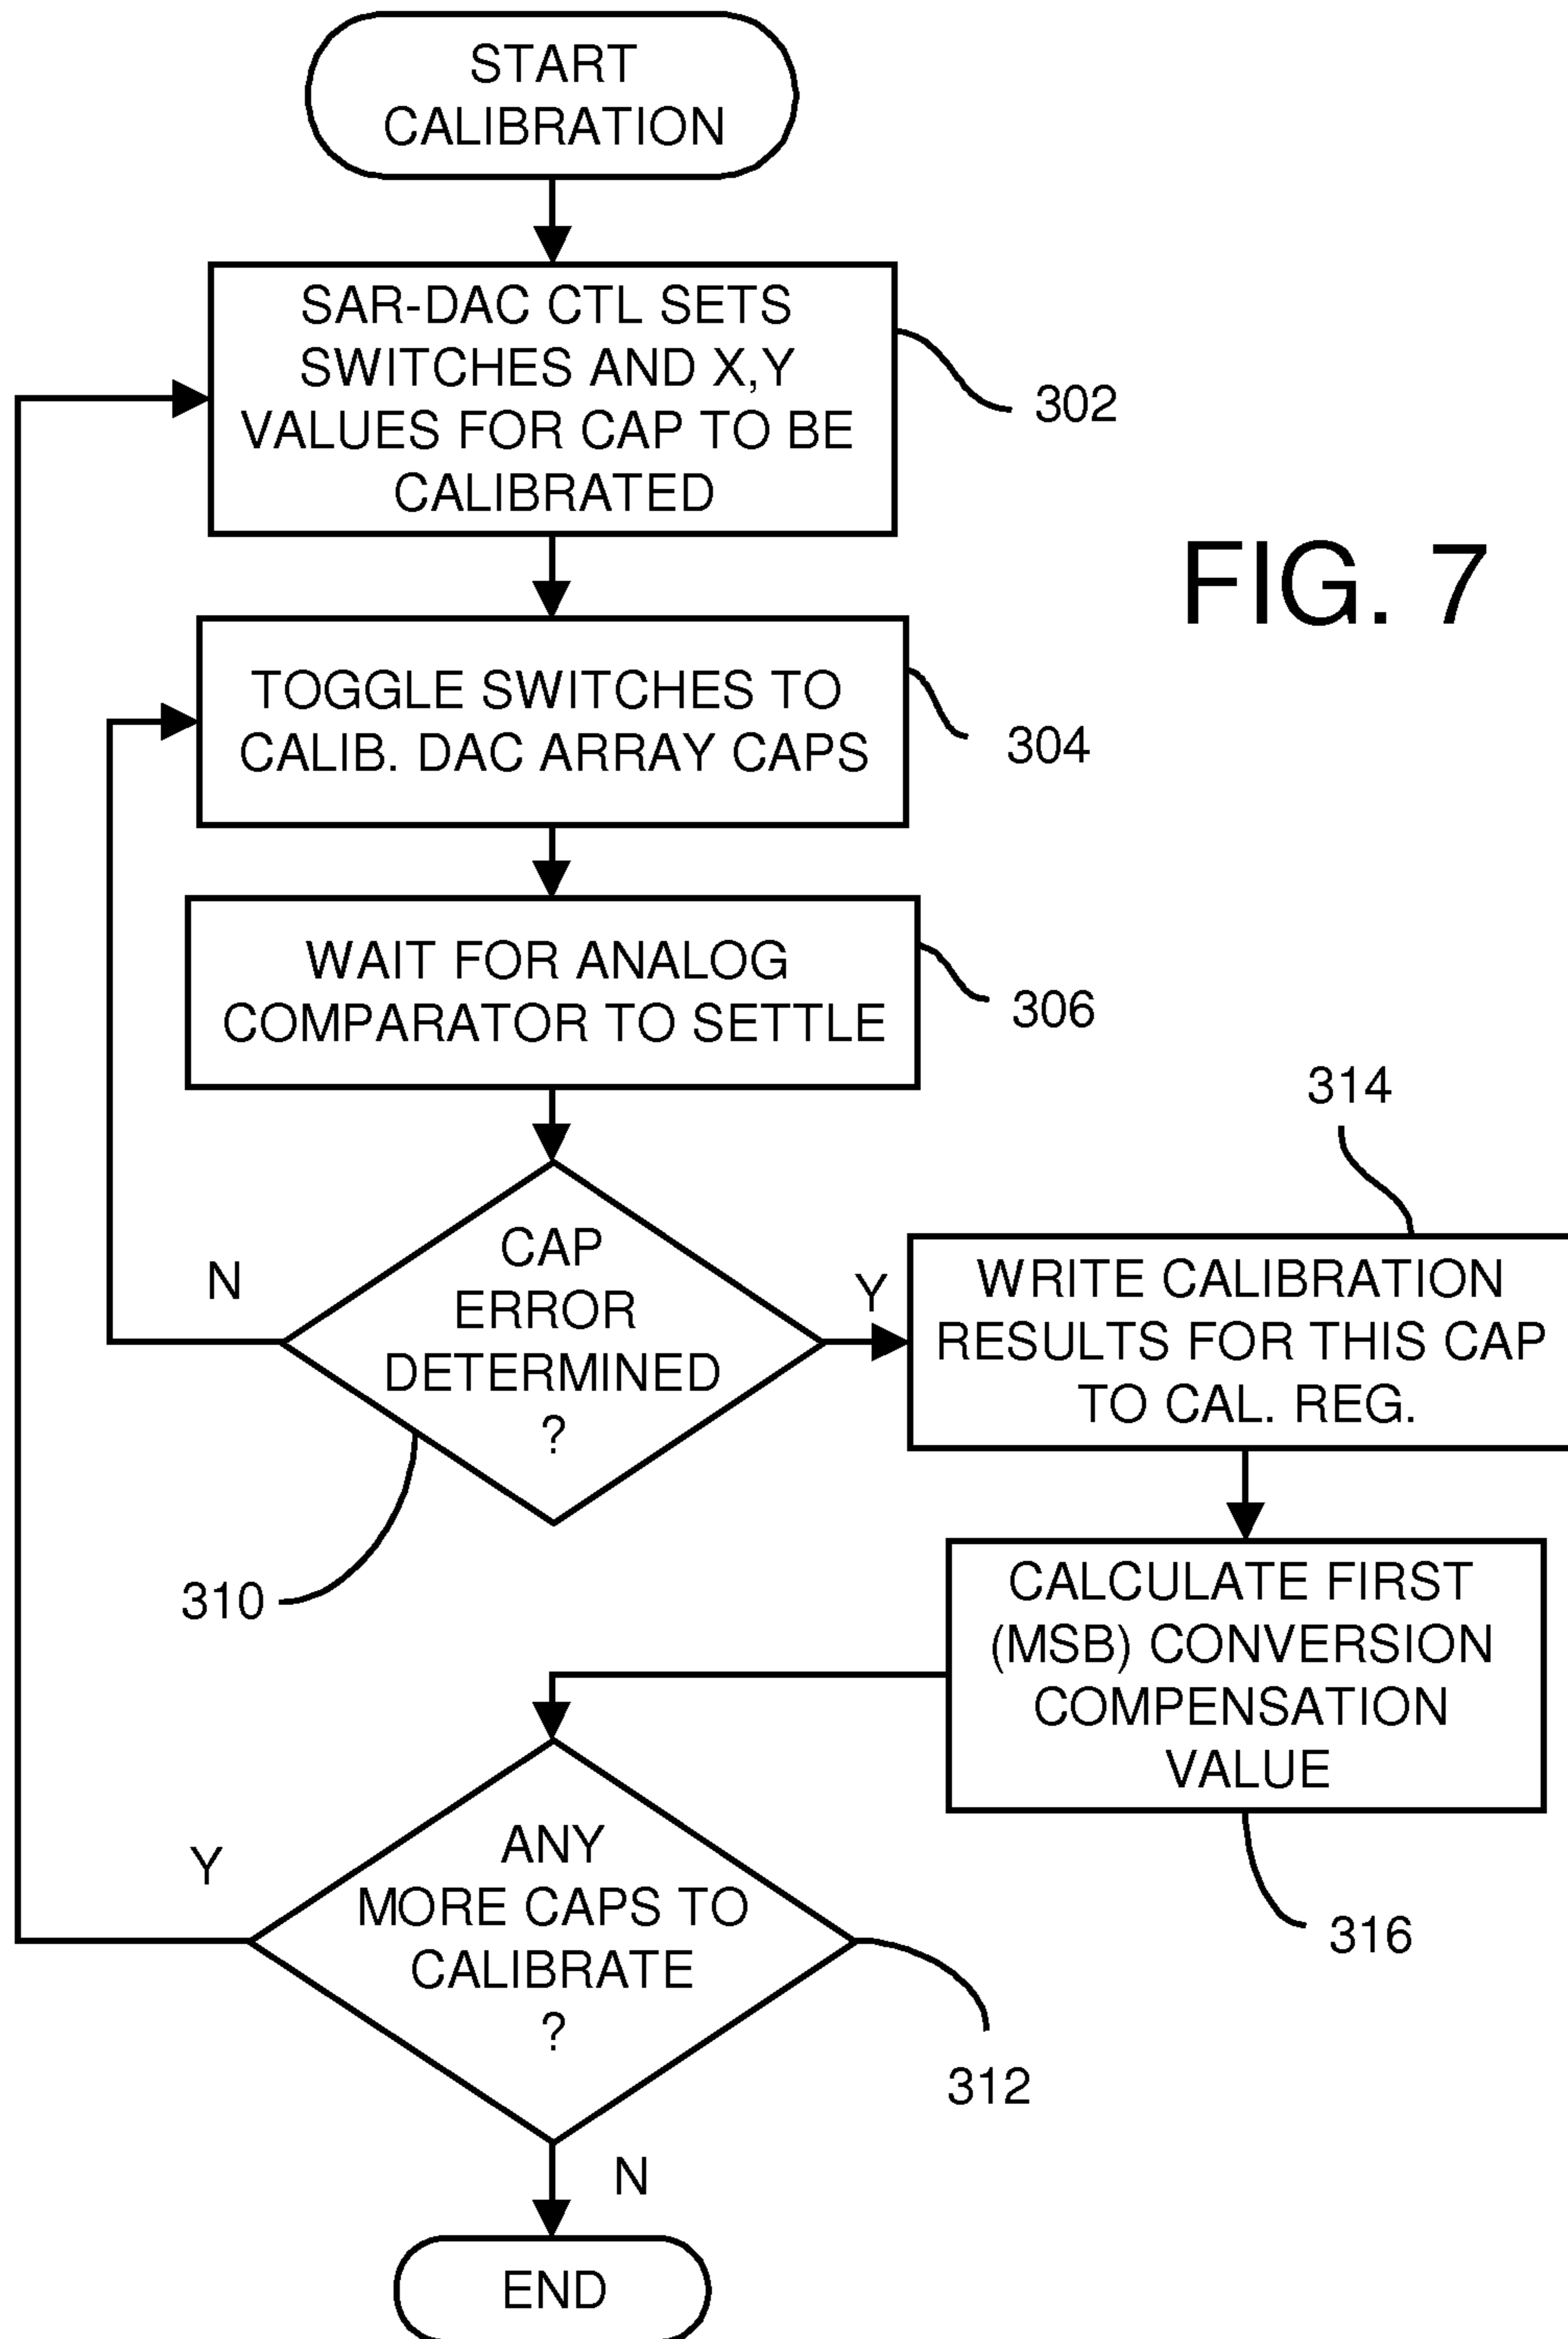 START
CALIBRATION
SAR-DAC CTL SETS
SWITCHES AND X,Y
VALUES FOR CAP TO BE
CALIBRATED
302
FIG. 7
TOGGLE SWITCHES TO
CALIB. DAC ARRAY CAPS
304
WAIT FOR ANALOG
COMPARATOR TO SETTLE
306
314
CAP
ERROR
DETERMINED
?
N
Y
310
WRITE CALIBRATION
RESULTS FOR THIS CAP
TO CAL. REG.
CALCULATE FIRST
(MSB) CONVERSION
COMPENSATION
VALUE
316
ANY
MORE CAPS TO
CALIBRATE
?
Y
312
N
END